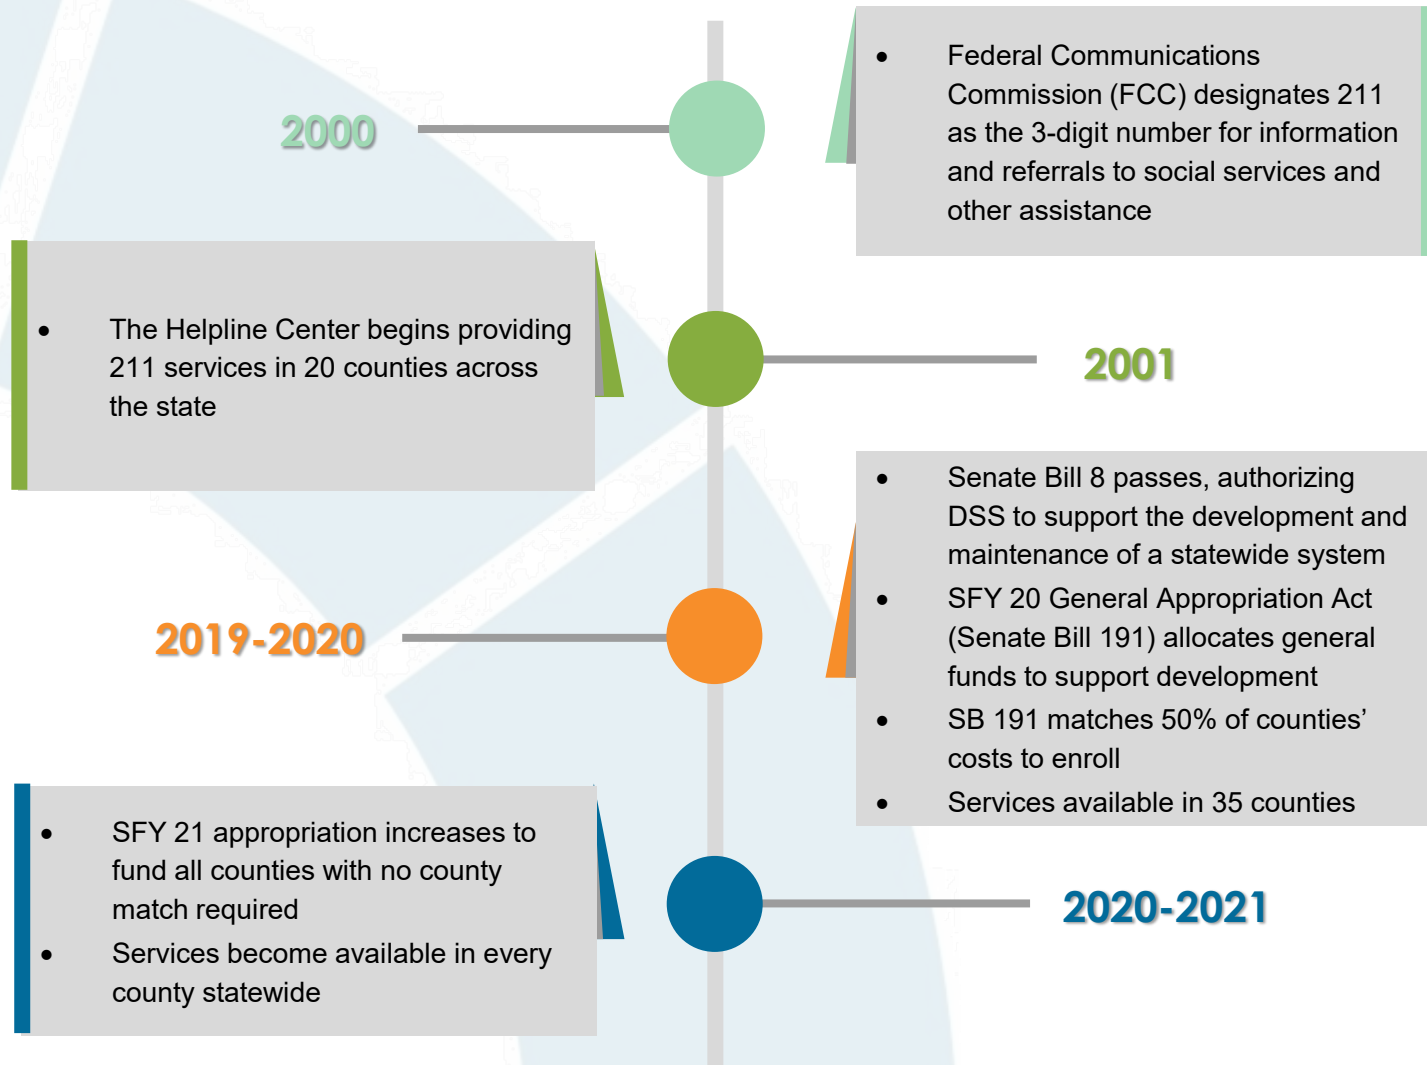 2000
• Federal Communications
Commission (FCC) designates 211
as the 3-digit number for information
and referrals to social services and
other assistance
• The Helpline Center begins providing
211 services in 20 counties across
the state
2001
2019-2020
• Senate Bill 8 passes, authorizing
DSS to support the development and
maintenance of a statewide system
• SFY 20 General Appropriation Act
(Senate Bill 191) allocates general
funds to support development
• SB 191 matches 50% of counties’
costs to enroll
• Services available in 35 counties
• SFY 21 appropriation increases to
fund all counties with no county
match required
• Services become available in every
county statewide
2020-2021